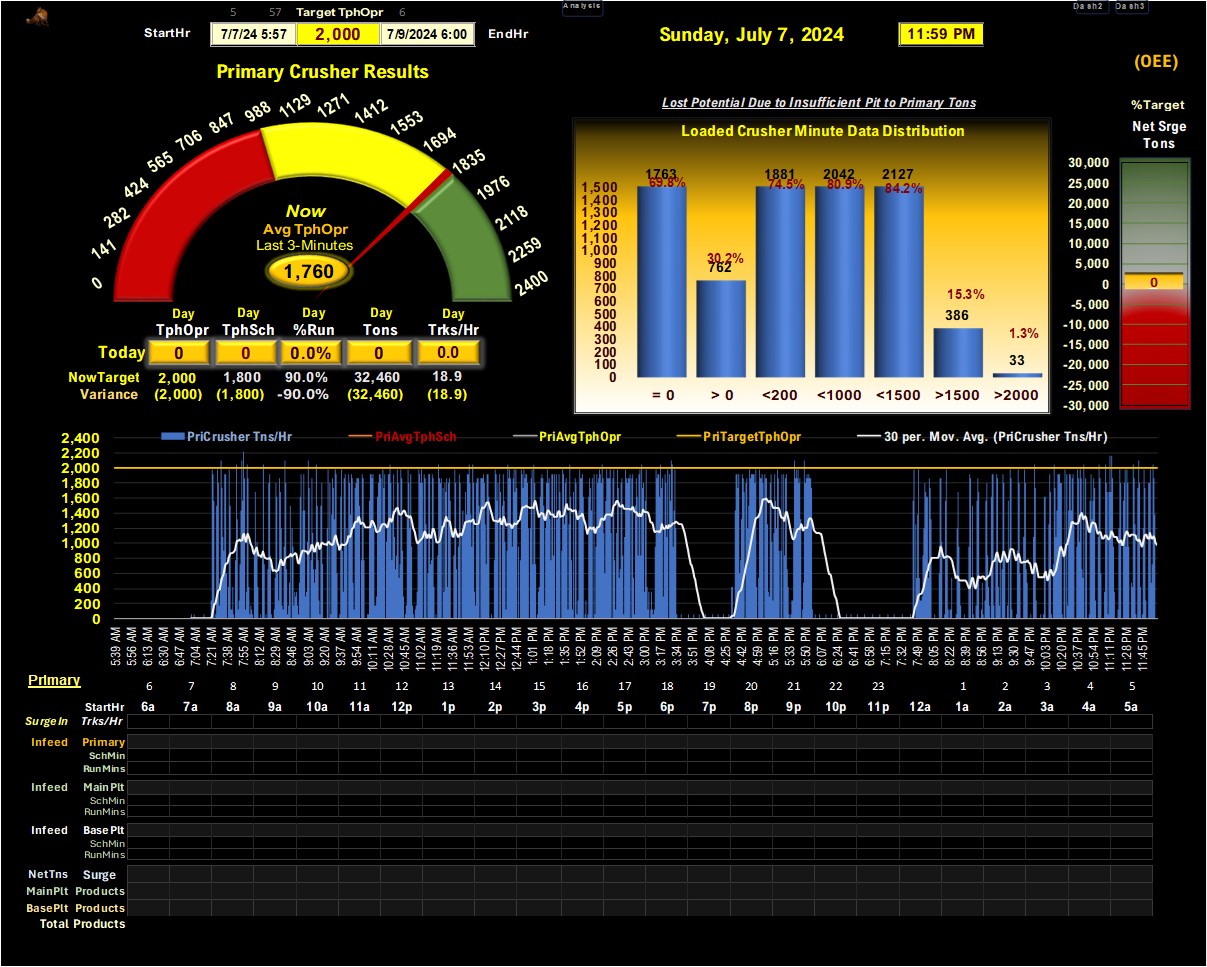 5 57 Target TphOpr 6
Analysis
Dash2 Dash3
StartHr 7/7/24 5:57 2,000 7/9/2024 6:00 EndHr
Sunday, July 7, 2024
11:59 PM
(OEE)
Primary Crusher Results
%Target
Net Srge
Tons
Lost Potential Due to Insufficient Pit to Primary Tons
Loaded Crusher Minute Data Distribution
0 141 282 424 565 706 847 988 1129 1271 1412 1553 1694 1835 1976 2118 2259 2400
Now
Avg TphOpr
Last 3-Minutes
1,760
1763 762 1881 2042 2127 386 33
69.8% 30.2% 74.5% 80.9% 84.2% 15.3% 1.3%
1,500
1,400
1,300
1,200
1,100
1,000
900
800
700
600
500
400
300
200
100
0
= 0 > 0 <200 <1000 <1500 >1500 >2000
30,000
25,000
20,000
15,000
10,000
5,000
0
-5,000
-10,000
-15,000
-20,000
-25,000
-30,000
0
Day Day Day Day Day
TphOpr TphSch %Run Tons Trks/Hr
Today 0 0 0.0% 0 0.0
NowTarget 2,000 1,800 90.0% 32,460 18.9
Variance (2,000) (1,800) -90.0% (32,460) (18.9)
PriCrusher Tns/Hr PriAvgTphSch PriAvgTphOpr PriTargetTphOpr 30 per. Mov. Avg. (PriCrusher Tns/Hr)
2,400
2,200
2,000
1,800
1,600
1,400
1,200
1,000
800
600
400
200
0
5:39 AM 5:56 AM 6:13 AM 6:30 AM 6:47 AM 7:04 AM 7:21 AM 7:38 AM 7:55 AM 8:12 AM 8:29 AM 8:46 AM 9:03 AM 9:20 AM 9:37 AM 9:54 AM 10:11 AM 10:28 AM 10:45 AM 11:02 AM 11:19 AM 11:36 AM 11:53 AM 12:10 PM 12:27 PM 12:44 PM 1:01 PM 1:18 PM 1:35 PM 1:52 PM 2:09 PM 2:26 PM 2:43 PM 3:00 PM 3:17 PM 3:34 PM 3:51 PM 4:08 PM 4:25 PM 4:42 PM 4:59 PM 5:16 PM 5:33 PM 5:50 PM 6:07 PM 6:24 PM 6:41 PM 6:58 PM 7:15 PM 7:32 PM 7:49 PM 8:05 PM 8:22 PM 8:39 PM 8:56 PM 9:13 PM 9:30 PM 9:47 PM 10:03 PM 10:20 PM 10:37 PM 10:54 PM 11:11 PM 11:28 PM 11:45 PM
Primary
6 7 8 9 10 11 12 13 14 15 16 17 18 19 20 21 22 23 1 2 3 4 5
StartHr 6a 7a 8a 9a 10a 11a 12p 1p 2p 3p 4p 5p 6p 7p 8p 9p 10p 11p 12a 1a 2a 3a 4a 5a
SurgeIn Trks/Hr
Infeed Primary
SchMin
RunMins
Infeed Main Plt
SchMin
RunMins
Infeed Base Plt
SchMin
RunMins
NetTns Surge
MainPlt Products
BasePlt Products
Total Products